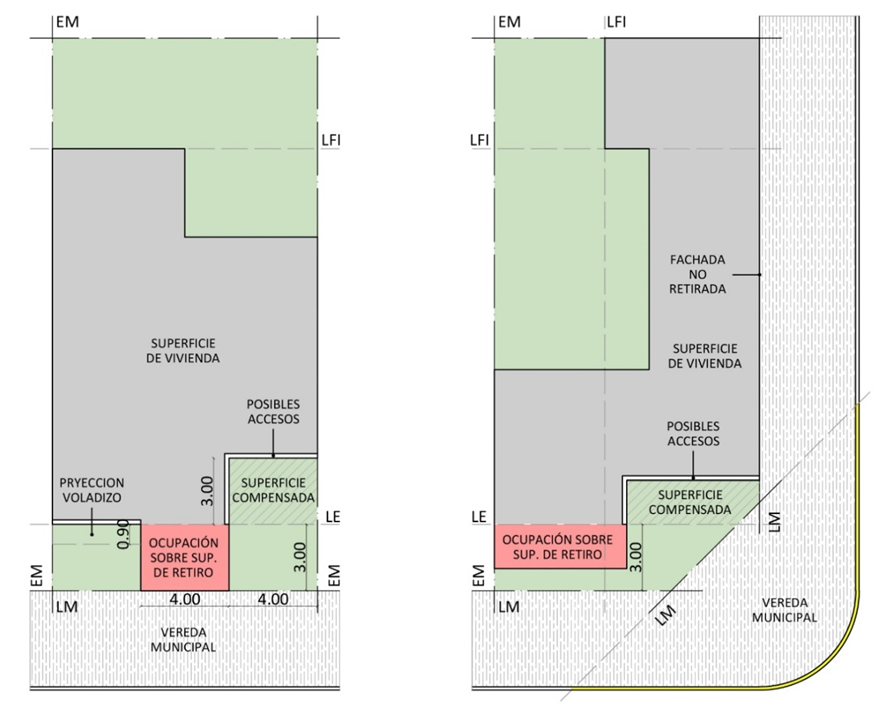 EM
LFI
SUPERFICIE
DE VIVIENDA
POSIBLES
ACCESOS
PRYECCION
VOLADIZO
3.00
SUPERFICIE
COMPENSADA
LE
0.90
OCUPACIÓN
SOBRE SUP.
DE RETIRO
3.00
EM
EM
LM
4.00
4.00
VEREDA
MUNICIPAL
EM
LFI
LFI
FACHADA
NO
RETIRADA
SUPERFICIE
DE VIVIENDA
POSIBLES
ACCESOS
SUPERFICIE
COMPENSADA
LE
LM
OCUPACIÓN SOBRE
SUP. DE RETIRO
3.00
EM
LM
LM
VEREDA
MUNICIPAL